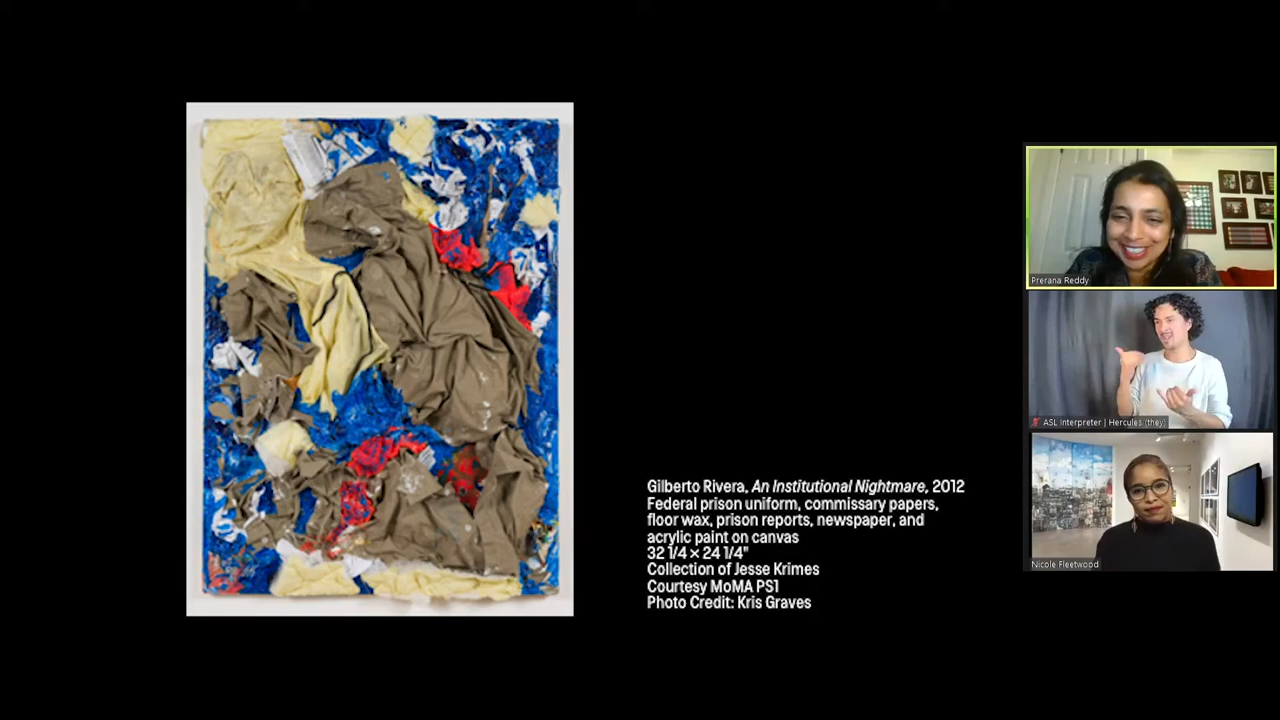 Gilberto Rivera, An Institutional Nightmare, 2012
Federal prison uniform, commissary papers,
floor wax, prison reports, newspaper, and
acrylic paint on canvas
32 1/4 × 24 1/4"
Collection of Jesse Krimes
Courtesy MoMA PS1
Photo Credit: Kris Graves
Prerana Reddy
ASL Interpreter | Hercules (they)
Nicole Fleetwood